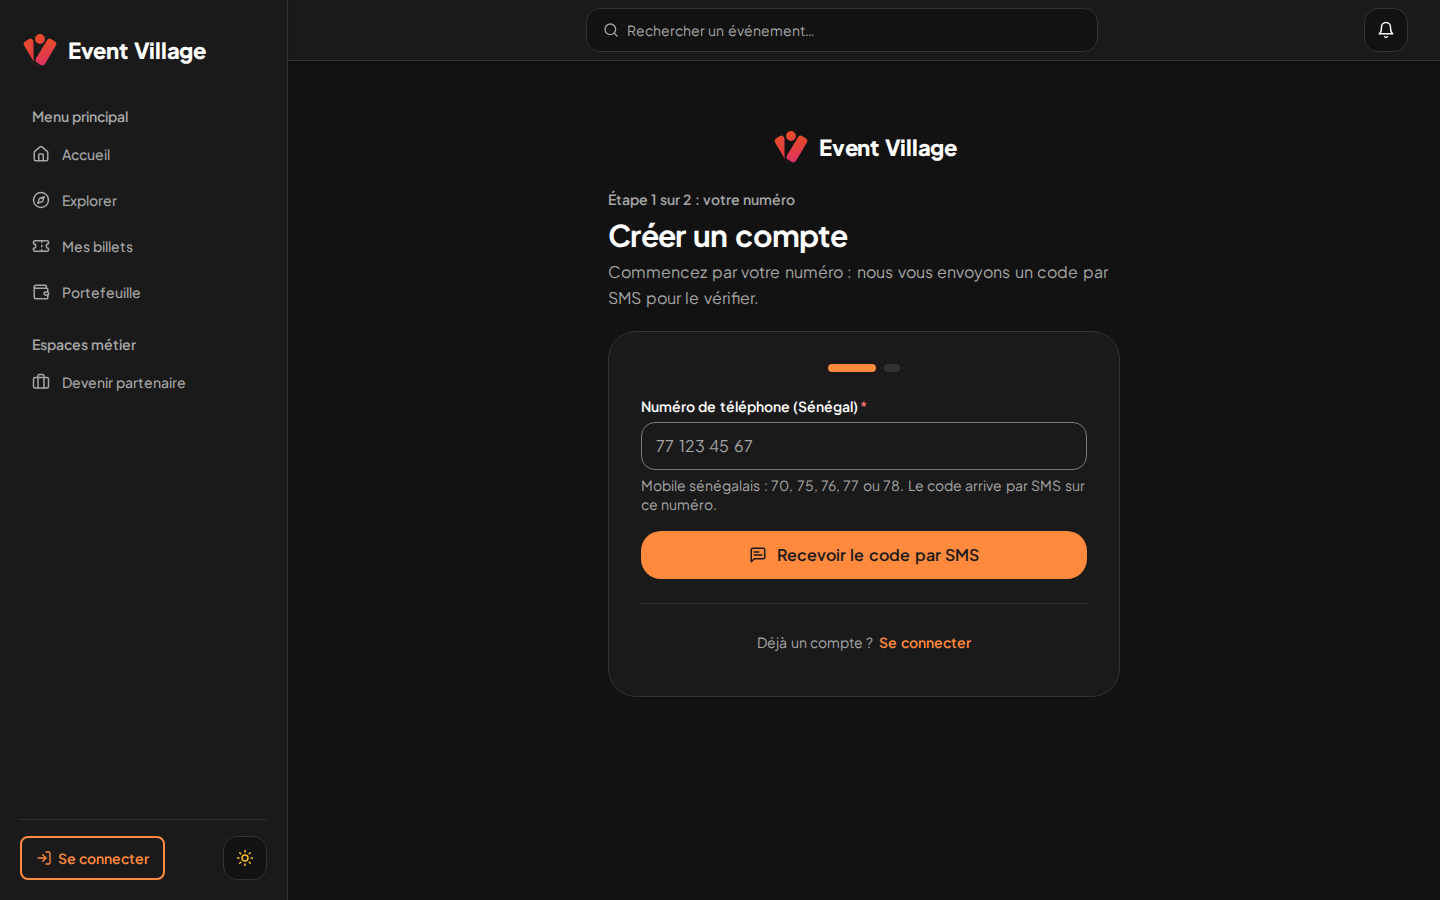 Event Village
Rechercher un événement...
Menu principal
Accueil
Explorer
Mes billets
Portefeuille
Espaces métier
Devenir partenaire
Se connecter
Event Village
Étape 1 sur 2 : votre numéro
Créer un compte
Commencez par votre numéro : nous vous envoyons un code par
SMS pour le vérifier.
Numéro de téléphone (Sénégal) *
77 123 45 67
Mobile sénégalais : 70, 75, 76, 77 ou 78. Le code arrive par SMS sur
ce numéro.
Recevoir le code par SMS
Déjà un compte ? Se connecter